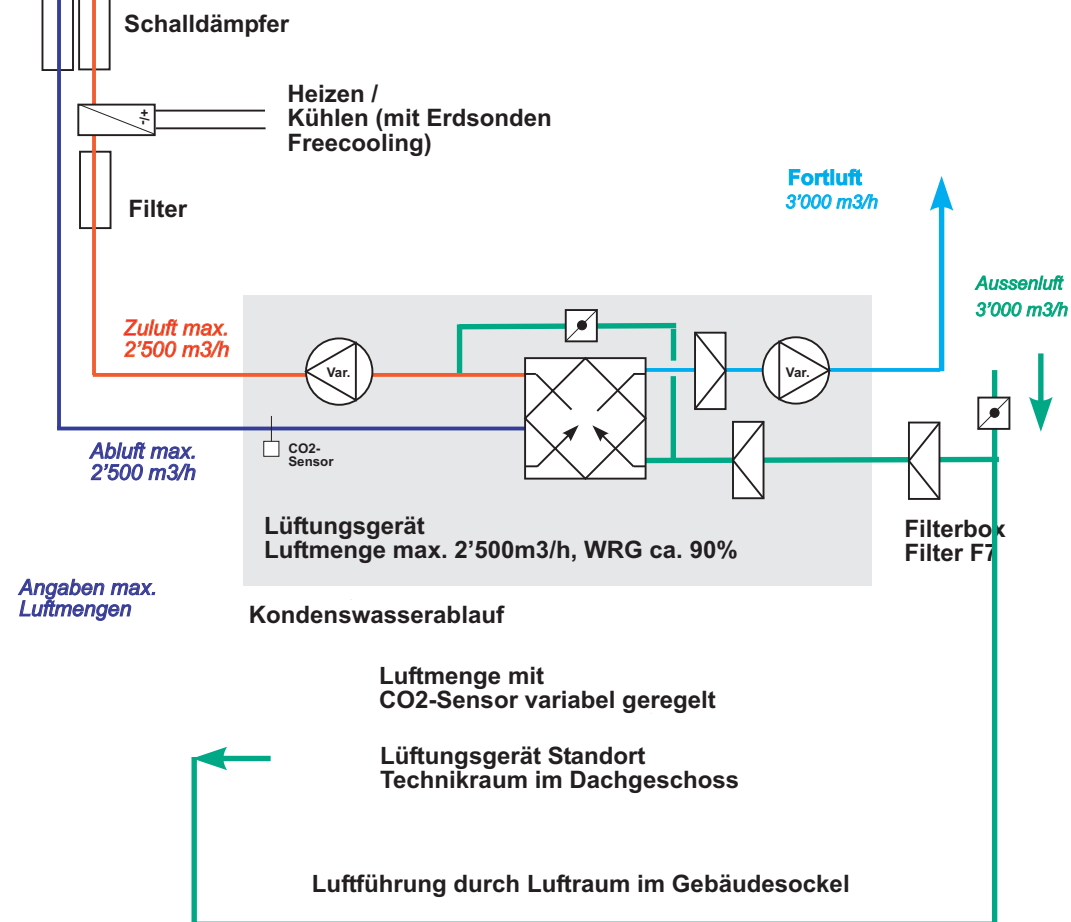 Schalldämpfer
Heizen /
Kühlen (mit Erdsonden
Freecooling)
-/+
Filter
Fortluft
3’000 m3/h
Aussenluft
3’000 m3/h
Zuluft max.
2’500 m3/h
Var.
Var.
Abluft max.
2’500 m3/h
CO2-
Sensor
Lüftungsgerät
Luftmenge max. 2’500m3/h, WRG ca. 90%
Filterbox
Filter F7
Angaben max.
Luftmengen
Kondenswasserablauf
Luftmenge mit
CO2-Sensor variabel geregelt
Lüftungsgerät Standort
Technikraum im Dachgeschoss
Luftführung durch Luftraum im Gebäudesockel